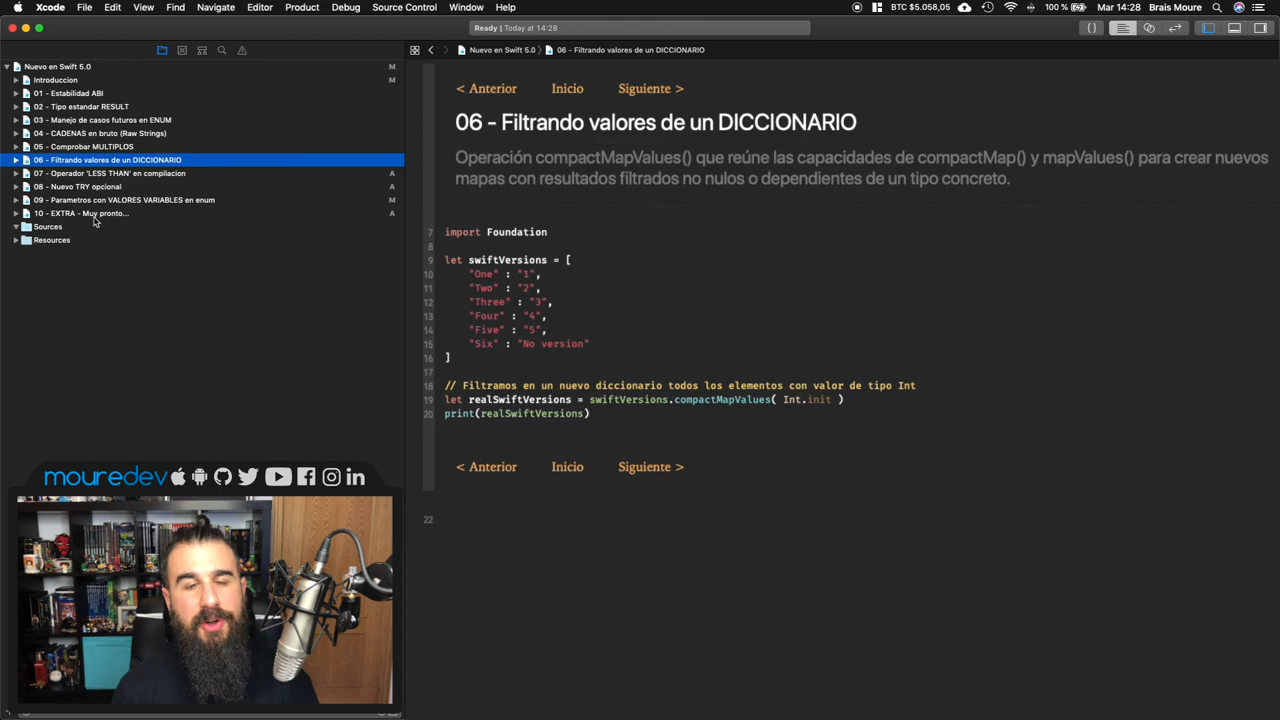 Xcode File Edit View Find Navigate Editor Product Debug Source Control Window Help
BTC $5.058,05 100 % Mar 14:28 Brais Moure
Ready | Today at 14:28
Nuevo en Swift 5.0 M
Introduccion M
01 - Estabilidad ABI
02 - Tipo estandar RESULT
03 - Manejo de casos futuros en ENUM
04 - CADENAS en bruto (Raw Strings)
05 - Comprobar MULTIPLOS
06 - Filtrando valores de un DICCIONARIO
07 - Operador 'LESS THAN' en compilacion A
08 - Nuevo TRY opcional A
09 - Parametros con VALORES VARIABLES en enum M
10 - EXTRA - Muy pronto... A
Sources
Resources
Nuevo en Swift 5.0 06 - Filtrando valores de un DICCIONARIO
< Anterior Inicio Siguiente >
06 - Filtrando valores de un DICCIONARIO
Operación compactMapValues() que reúne las capacidades de compactMap() y mapValues() para crear nuevos
mapas con resultados filtrados no nulos o dependientes de un tipo concreto.
7 import Foundation
8
9 let swiftVersions = [
10 "One" : "1",
11 "Two" : "2",
12 "Three" : "3",
13 "Four" : "4",
14 "Five" : "5",
15 "Six" : "No version"
16 ]
17
18 // Filtramos en un nuevo diccionario todos los elementos con valor de tipo Int
19 let realSwiftVersions = swiftVersions.compactMapValues( Int.init )
20 print(realSwiftVersions)
< Anterior Inicio Siguiente >
22
mouredev